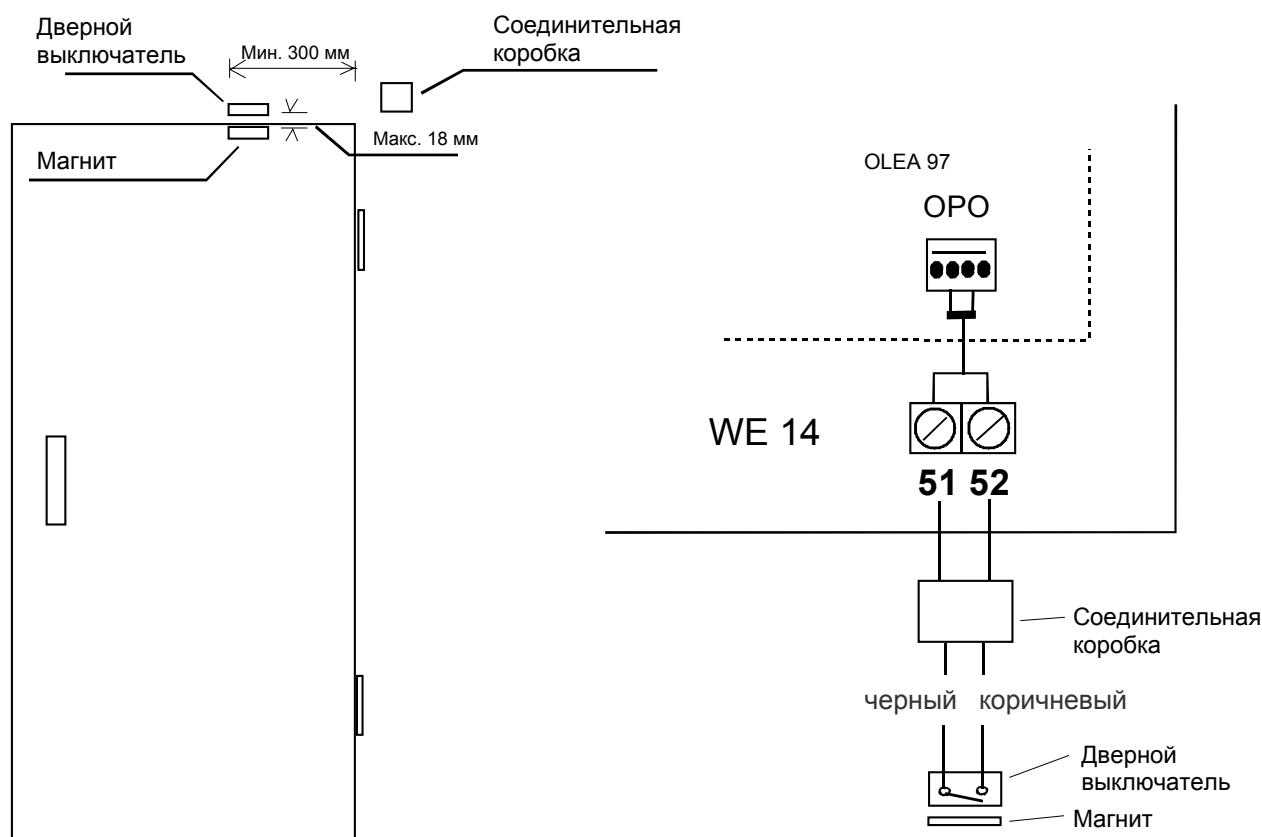 Дверной
выключатель
Мин. 300 мм
Соединительная
коробка
Макс. 18 мм
Магнит
OLEA 97
OPO
WE 14
51 52
Соединительная
коробка
черный коричневый
Дверной
выключатель
Магнит